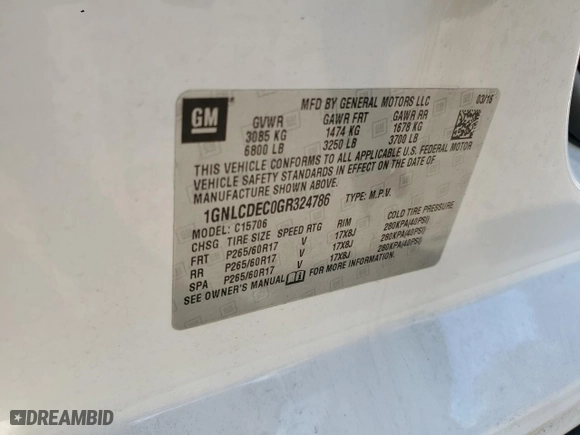 GM
MFD BY GENERAL MOTORS LLC 03/16
GVWR GAWR FRT GAWR RR
3085 KG 1474 KG 1678 KG
6800 LB 3250 LB 3700 LB
THIS VEHICLE CONFORMS TO ALL APPLICABLE U.S. FEDERAL MOTOR
VEHICLE SAFETY STANDARDS IN EFFECT ON THE DATE OF
MANUFACTURE SHOWN ABOVE.
1GNLCDEC0GR324786 TYPE: M.P.V.
MODEL: C15706
CHSG TIRE SIZE SPEED RTG RIM COLD TIRE PRESSURE
FRT P265/60R17 V 17X8J 280KPA(40PSI)
RR P265/60R17 V 17X8J 280KPA(40PSI)
SPA P265/60R17 V 17X8J 280KPA(40PSI)
SEE OWNER'S MANUAL FOR MORE INFORMATION.
DREAMBID